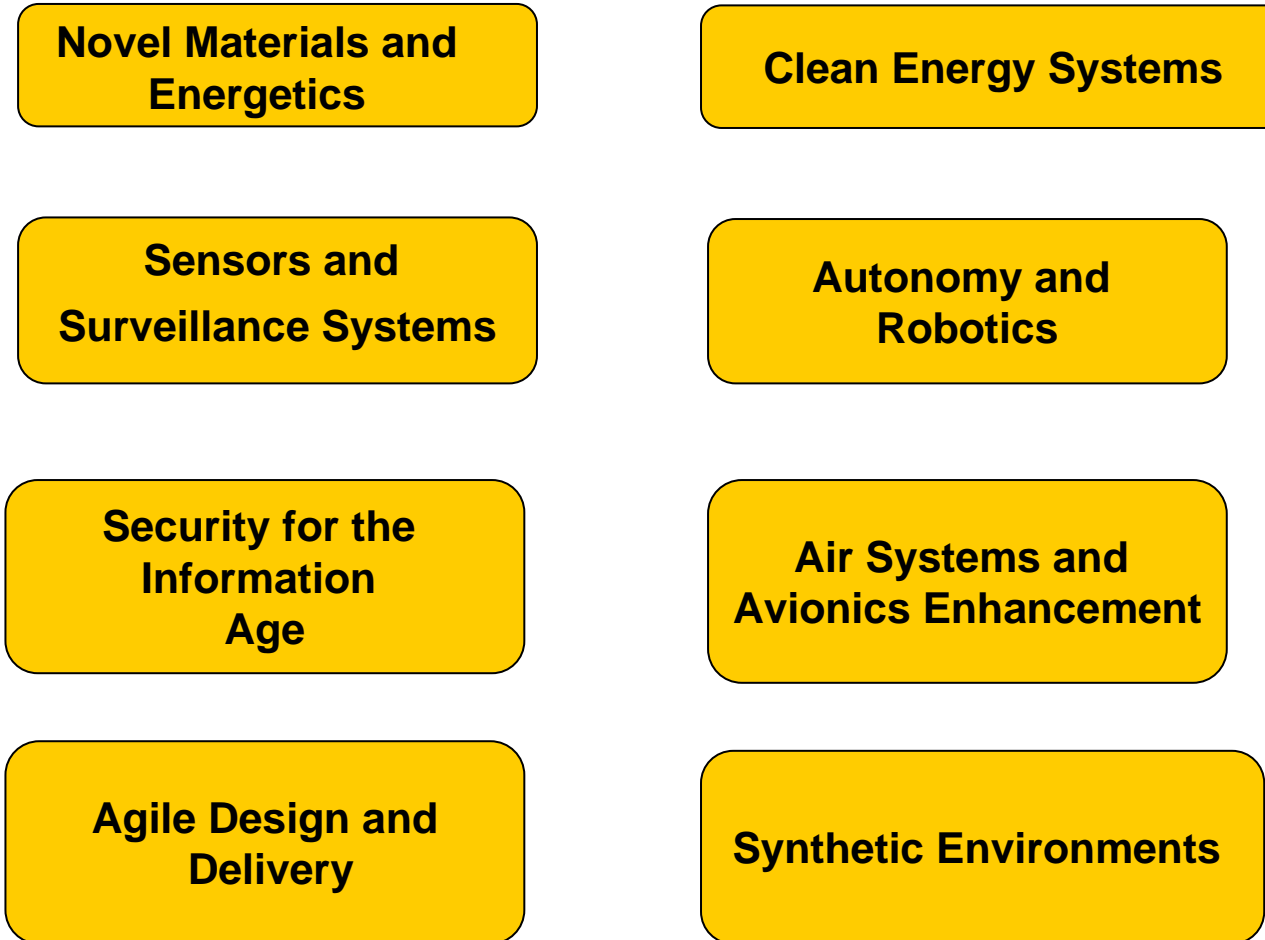 Novel Materials and
Energetics
Clean Energy Systems
Sensors and
Surveillance Systems
Autonomy and
Robotics
Security for the
Information
Age
Air Systems and
Avionics Enhancement
Agile Design and
Delivery
Synthetic Environments